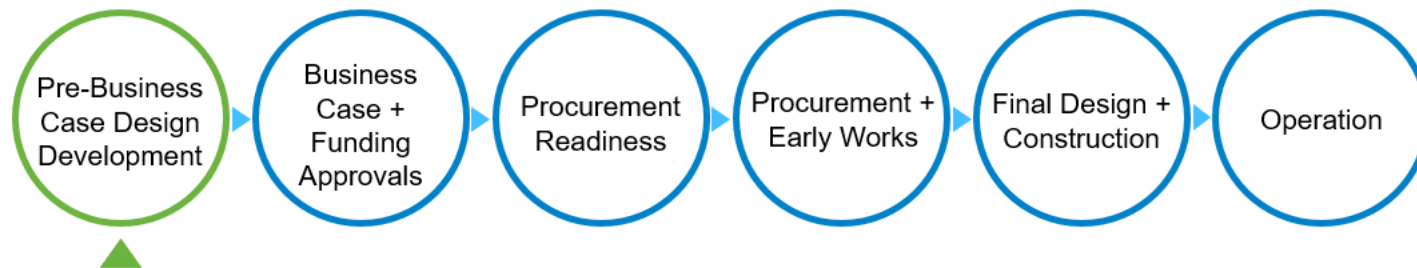 Pre-Business
Case Design
Development
Business
Case +
Funding
Approvals
Procurement
Readiness
Procurement +
Early Works
Final Design +
Construction
Operation